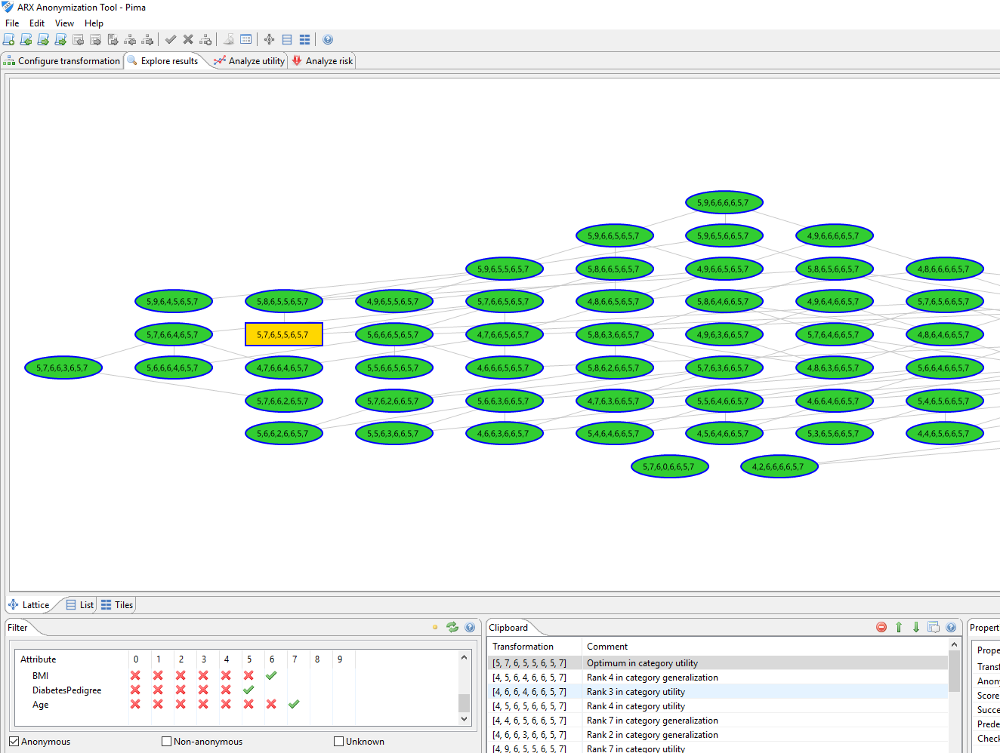 ARX Anonymization Tool - Pima
File Edit View Help
Configure transformation Explore results Analyze utility Analyze risk
5,9,6,6,6,6,5,7
5,9,6,6,5,6,5,7 5,9,6,5,6,6,5,7 4,9,6,6,6,6,5,7
5,9,6,5,5,6,5,7 5,8,6,6,5,6,5,7 4,9,6,6,5,6,5,7 5,8,6,5,6,6,5,7 4,8,6,6,6,6,5,7
5,9,6,4,5,6,5,7 5,8,6,5,5,6,5,7 4,9,6,5,5,6,5,7 5,7,6,6,5,6,5,7 4,8,6,6,5,6,5,7 5,8,6,4,6,6,5,7 4,9,6,4,6,6,5,7 5,7,6,5,6,6,5,7
5,7,6,6,4,6,5,7 5,7,6,5,5,6,5,7 5,6,6,6,5,6,5,7 4,7,6,6,5,6,5,7 5,8,6,3,6,6,5,7 4,9,6,3,6,6,5,7 5,7,6,4,6,6,5,7 4,8,6,4,6,6,5,7
5,7,6,6,3,6,5,7 5,6,6,6,4,6,5,7 4,7,6,6,4,6,5,7 5,5,6,6,5,6,5,7 4,6,6,6,5,6,5,7 5,8,6,2,6,6,5,7 5,7,6,3,6,6,5,7 4,8,6,3,6,6,5,7 5,6,6,4,6,6,5,7
5,7,6,6,2,6,5,7 5,7,6,2,6,6,5,7 5,6,6,3,6,6,5,7 4,7,6,3,6,6,5,7 5,5,6,4,6,6,5,7 4,6,6,4,6,6,5,7 5,4,6,5,6,6,5,7
5,6,6,2,6,6,5,7 5,5,6,3,6,6,5,7 4,6,6,3,6,6,5,7 5,4,6,4,6,6,5,7 4,5,6,4,6,6,5,7 5,3,6,5,6,6,5,7 4,4,6,5,6,6,5,7
5,7,6,0,6,6,5,7 4,2,6,6,6,6,5,7
Lattice List Tiles
Filter Clipboard Propert
Attribute 0 1 2 3 4 5 6 7 8 9 Transformation Comment Prope
BMI [5, 7, 6, 5, 5, 6, 5, 7] Optimum in category utility Transf
DiabetesPedigree [4, 5, 6, 4, 6, 6, 5, 7] Rank 4 in category generalization Anony
Age [4, 6, 6, 4, 6, 6, 5, 7] Rank 3 in category utility Score
[4, 5, 6, 5, 6, 6, 5, 7] Rank 4 in category utility Succe
[4, 4, 6, 5, 6, 6, 5, 7] Rank 7 in category generalization Prede
Anonymous Non-anonymous Unknown [4, 6, 6, 3, 6, 6, 5, 7] Rank 2 in category generalization Check
[4, 9, 6, 5, 5, 6, 5, 7] Rank 7 in category utility